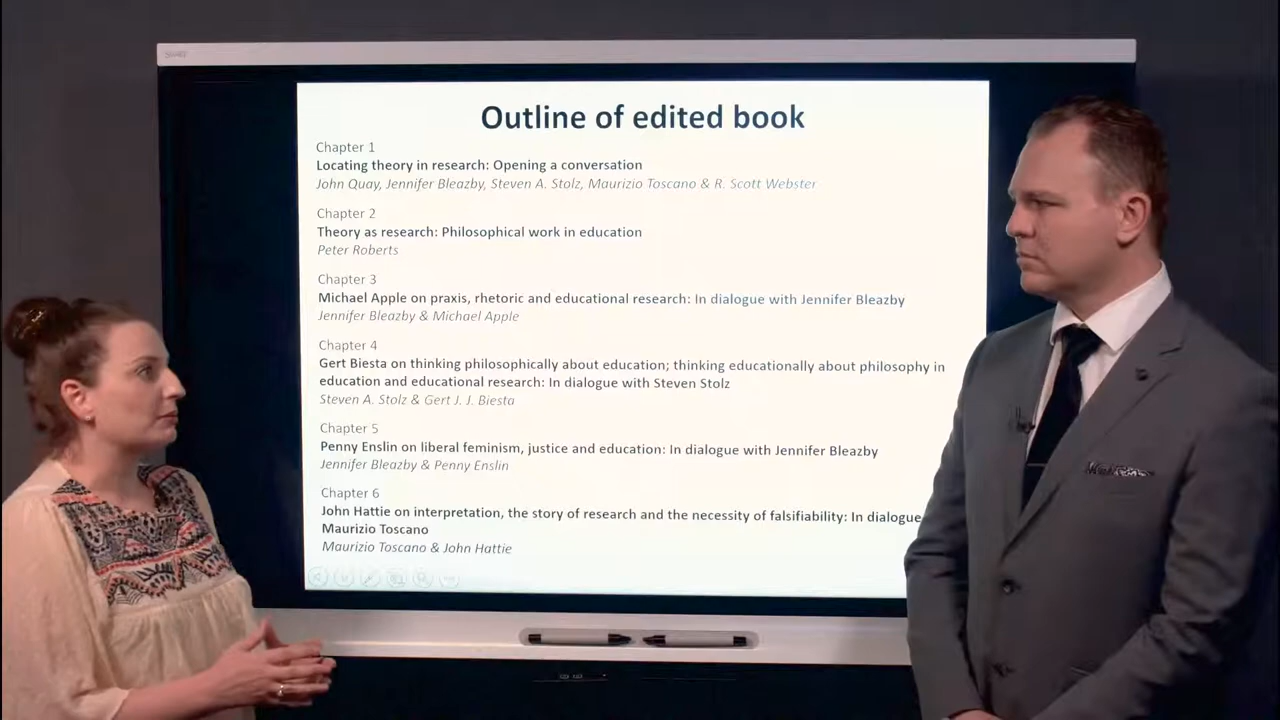 Outline of edited book
Chapter 1
Locating theory in research: Opening a conversation
John Quay, Jennifer Bleazby, Steven A. Stolz, Maurizio Toscano & R. Scott Webster
Chapter 2
Theory as research: Philosophical work in education
Peter Roberts
Chapter 3
Michael Apple on praxis, rhetoric and educational research: In dialogue with Jennifer Bleazby
Jennifer Bleazby & Michael Apple
Chapter 4
Gert Biesta on thinking philosophically about education; thinking educationally about philosophy in
education and educational research: In dialogue with Steven Stolz
Steven A. Stolz & Gert J. J. Biesta
Chapter 5
Penny Enslin on liberal feminism, justice and education: In dialogue with Jennifer Bleazby
Jennifer Bleazby & Penny Enslin
Chapter 6
John Hattie on interpretation, the story of research and the necessity of falsifiability: In dialogue
Maurizio Toscano
Maurizio Toscano & John Hattie